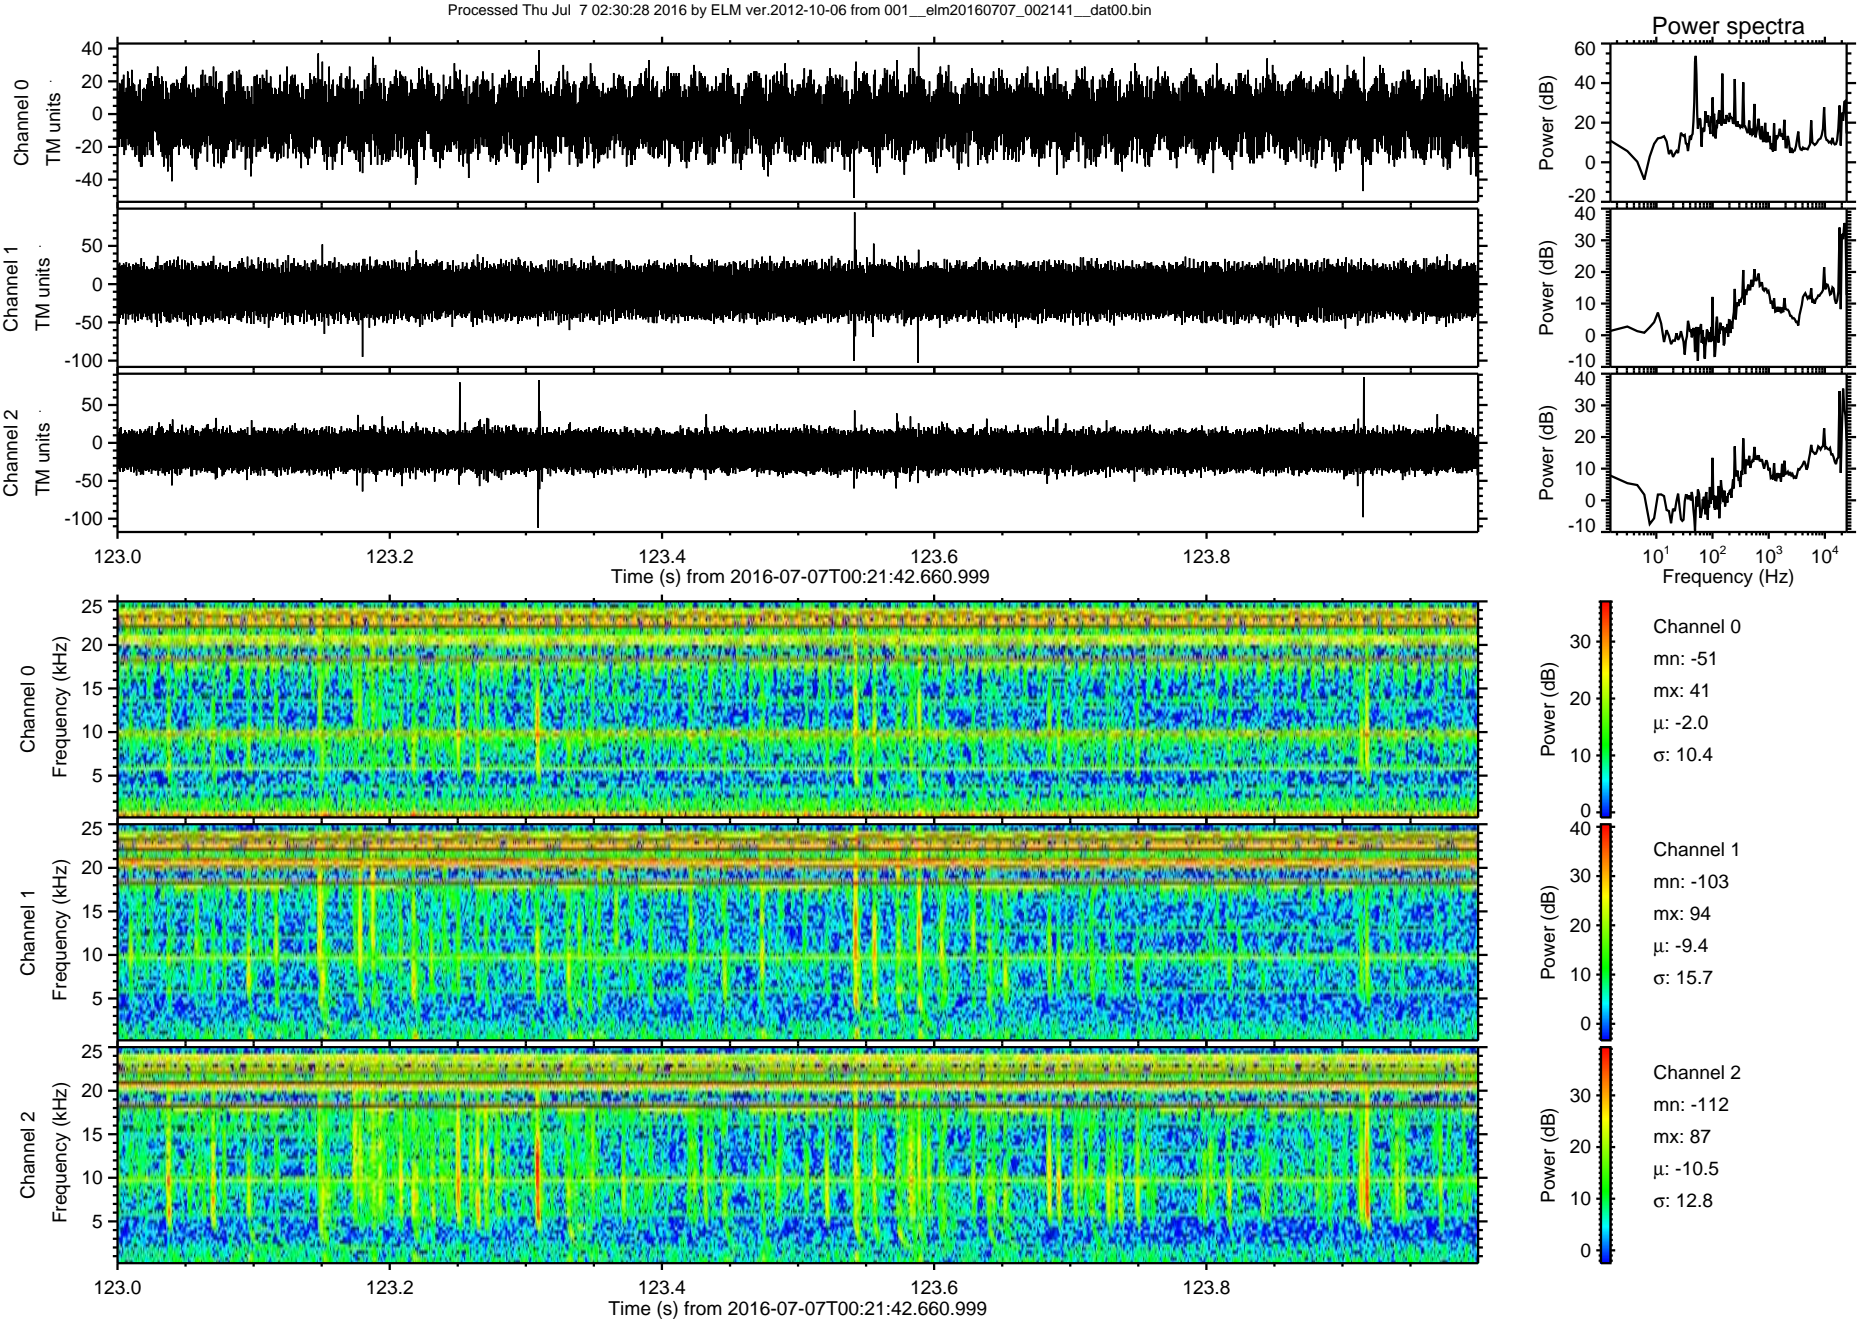 Processed Thu Jul  7 02:30:28 2016 by ELM ver.2012-10-06 from 001__elm20160707_002141__dat00.bin
Power spectra
Channel 0
TM units
40
20
0
-20
-40
Power (dB)
60
40
20
0
-20
Channel 1
TM units
50
0
-50
-100
Power (dB)
40
30
20
10
0
-10
Channel 2
TM units
50
0
-50
-100
Power (dB)
40
30
20
10
0
-10
123.0 123.2 123.4 123.6 123.8
Time (s) from 2016-07-07T00:21:42.660.999
10^1 10^2 10^3 10^4
Frequency (Hz)
Channel 0
Frequency (kHz)
25
20
15
10
5
Power (dB)
30
20
10
0
Channel 0
mn: -51
mx: 41
μ: -2.0
σ: 10.4
Channel 1
Frequency (kHz)
25
20
15
10
5
Power (dB)
40
30
20
10
0
Channel 1
mn: -103
mx: 94
μ: -9.4
σ: 15.7
Channel 2
Frequency (kHz)
25
20
15
10
5
Power (dB)
30
20
10
0
Channel 2
mn: -112
mx: 87
μ: -10.5
σ: 12.8
123.0 123.2 123.4 123.6 123.8
Time (s) from 2016-07-07T00:21:42.660.999